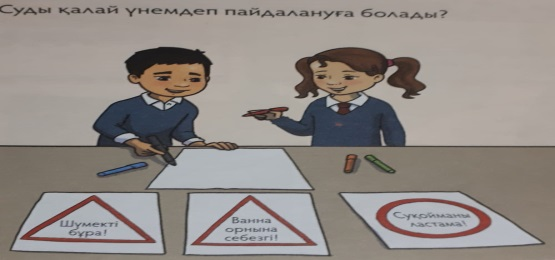 Суды қалай үнемдеп пайдалануға болады?
Шүмекті
бұра!
Ванна
орнына
себезгі!
Суқойманы
ластама!